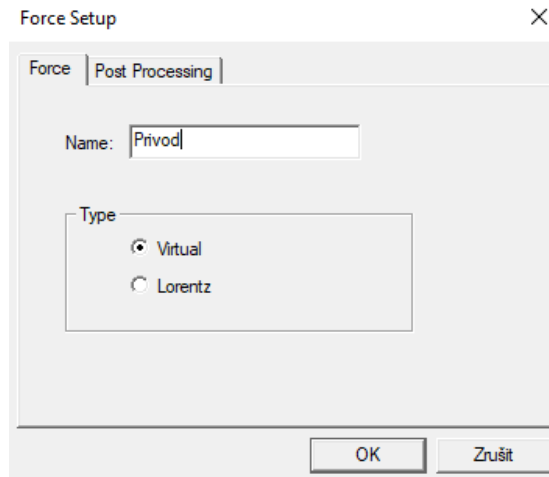 Force Setup
Force
Post Processing
Name: Privod
Type
Virtual
Lorentz
OK
Zrušit